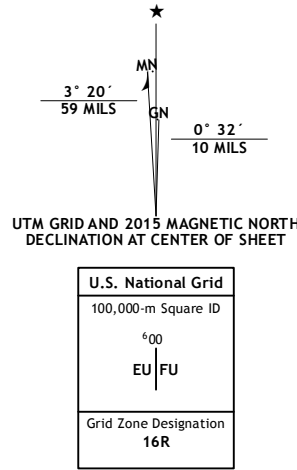 ★
MN
3° 20´
59 MILS
GN
0° 32´
10 MILS
UTM GRID AND 2015 MAGNETIC NORTH
DECLINATION AT CENTER OF SHEET
U.S. National Grid
100,000-m Square ID
⁶00
EU FU
Grid Zone Designation
16R